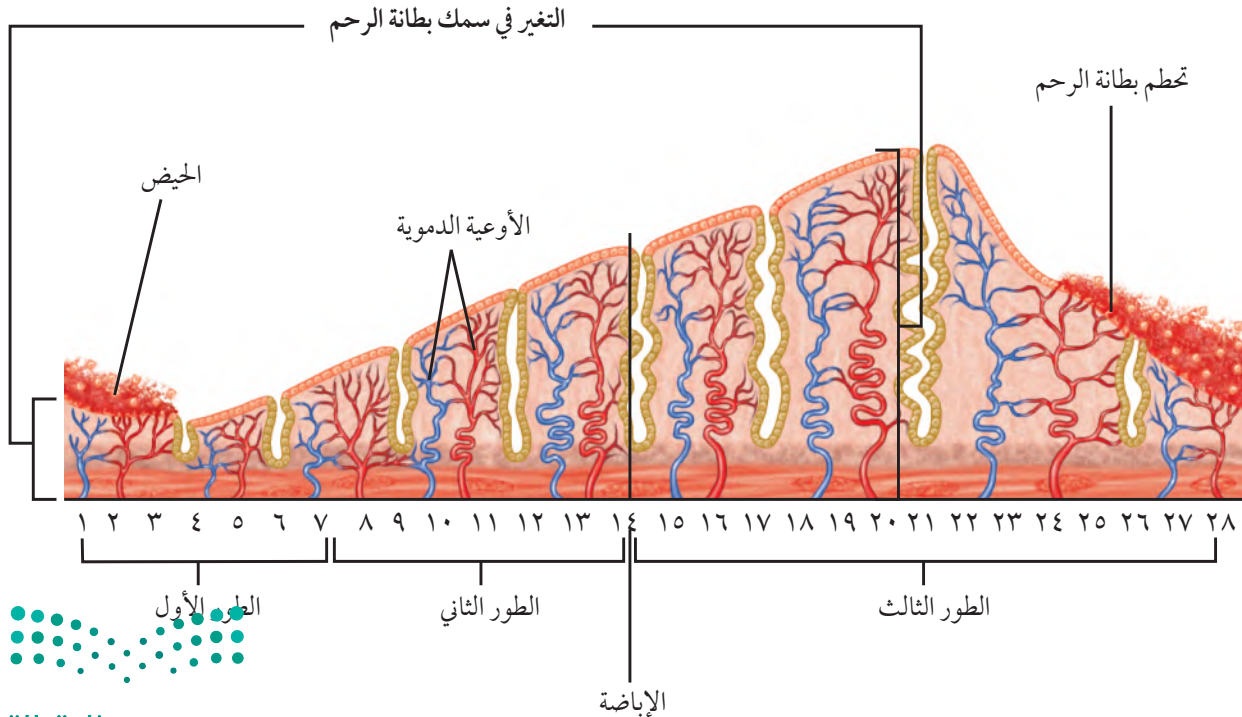 التغير في سمك بطانة الرحم
تحطم بطانة الرحم
الحيض
الأوعية الدموية
١ ٢ ٣ ٤ ٥ ٦ ٧ ٨ ٩ ١٠ ١١ ١٢ ١٣ ١٤ ١٥ ١٦ ١٧ ١٨ ١٩ ٢٠ ٢١ ٢٢ ٢٣ ٢٤ ٢٥ ٢٦ ٢٧ ٢٨
الطور الأول
الطور الثاني
الطور الثالث
الإباضة